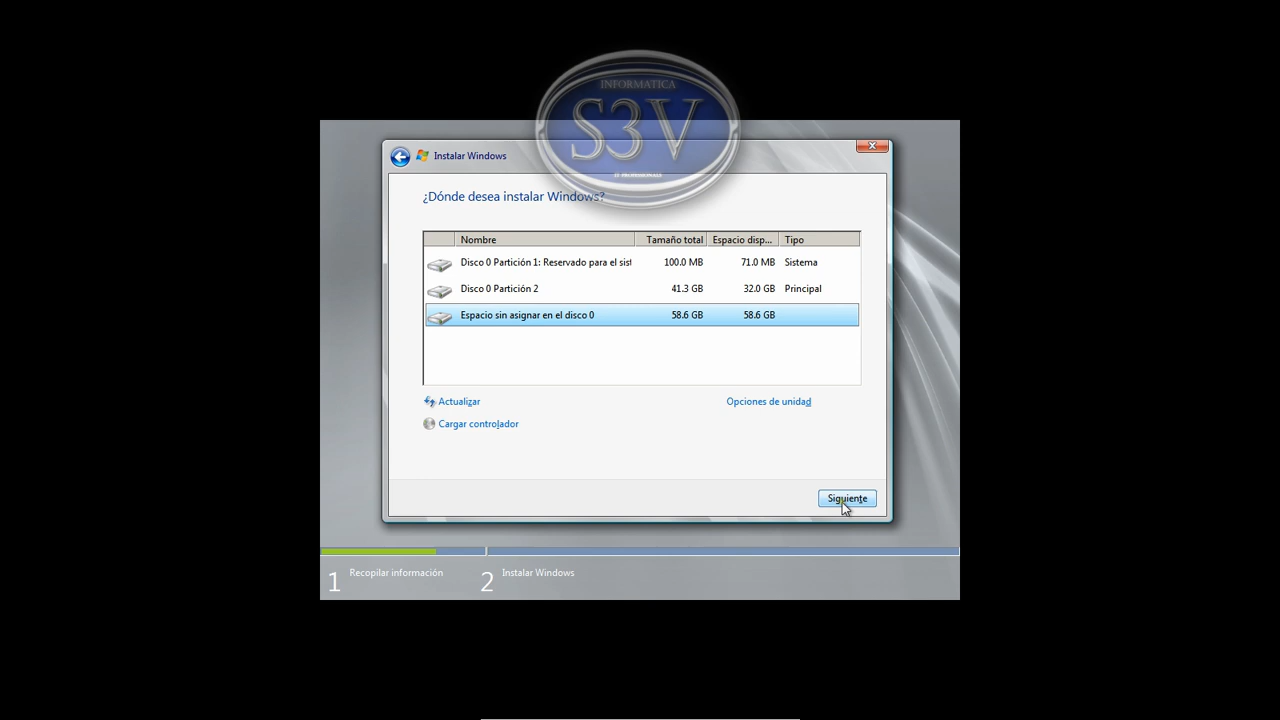 INFORMATICA
S3V
IT PROFESIONALS
Instalar Windows
¿Dónde desea instalar Windows?
Nombre Tamaño total Espacio disp... Tipo
Disco 0 Partición 1: Reservado para el sist 100.0 MB 71.0 MB Sistema
Disco 0 Partición 2 41.3 GB 32.0 GB Principal
Espacio sin asignar en el disco 0 58.6 GB 58.6 GB
Actualizar Opciones de unidad
Cargar controlador
Siguiente
1 Recopilar información 2 Instalar Windows